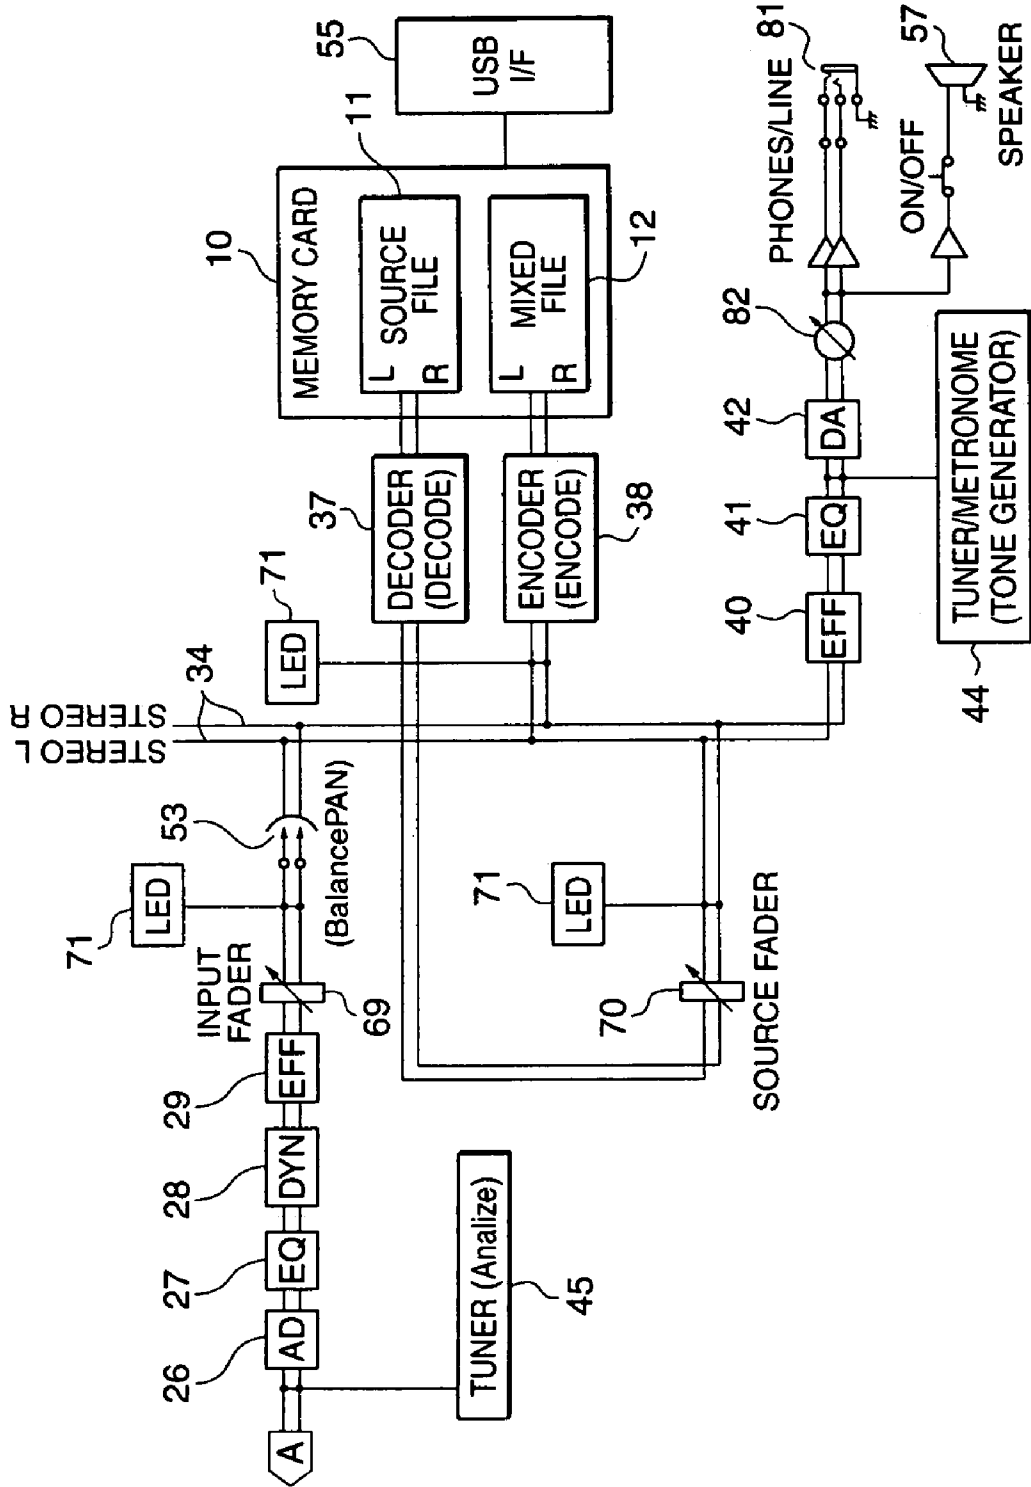 A
26
AD
27
EQ
28
DYN
29
EFF
INPUT
FADER
69
71
LED
53
(BalancePAN)
STEREO L
STEREO R
34
TUNER (Analize)
45
71
LED
70
SOURCE FADER
71
LED
37
DECODER
(DECODE)
ENCODER
(ENCODE)
38
10
MEMORY CARD
11
L
R
SOURCE
FILE
L
R
MIXED
FILE
12
55
USB
I/F
40
EFF
41
EQ
42
DA
82
44
TUNER/METRONOME
(TONE GENERATOR)
PHONES/LINE
81
ON/OFF
57
SPEAKER